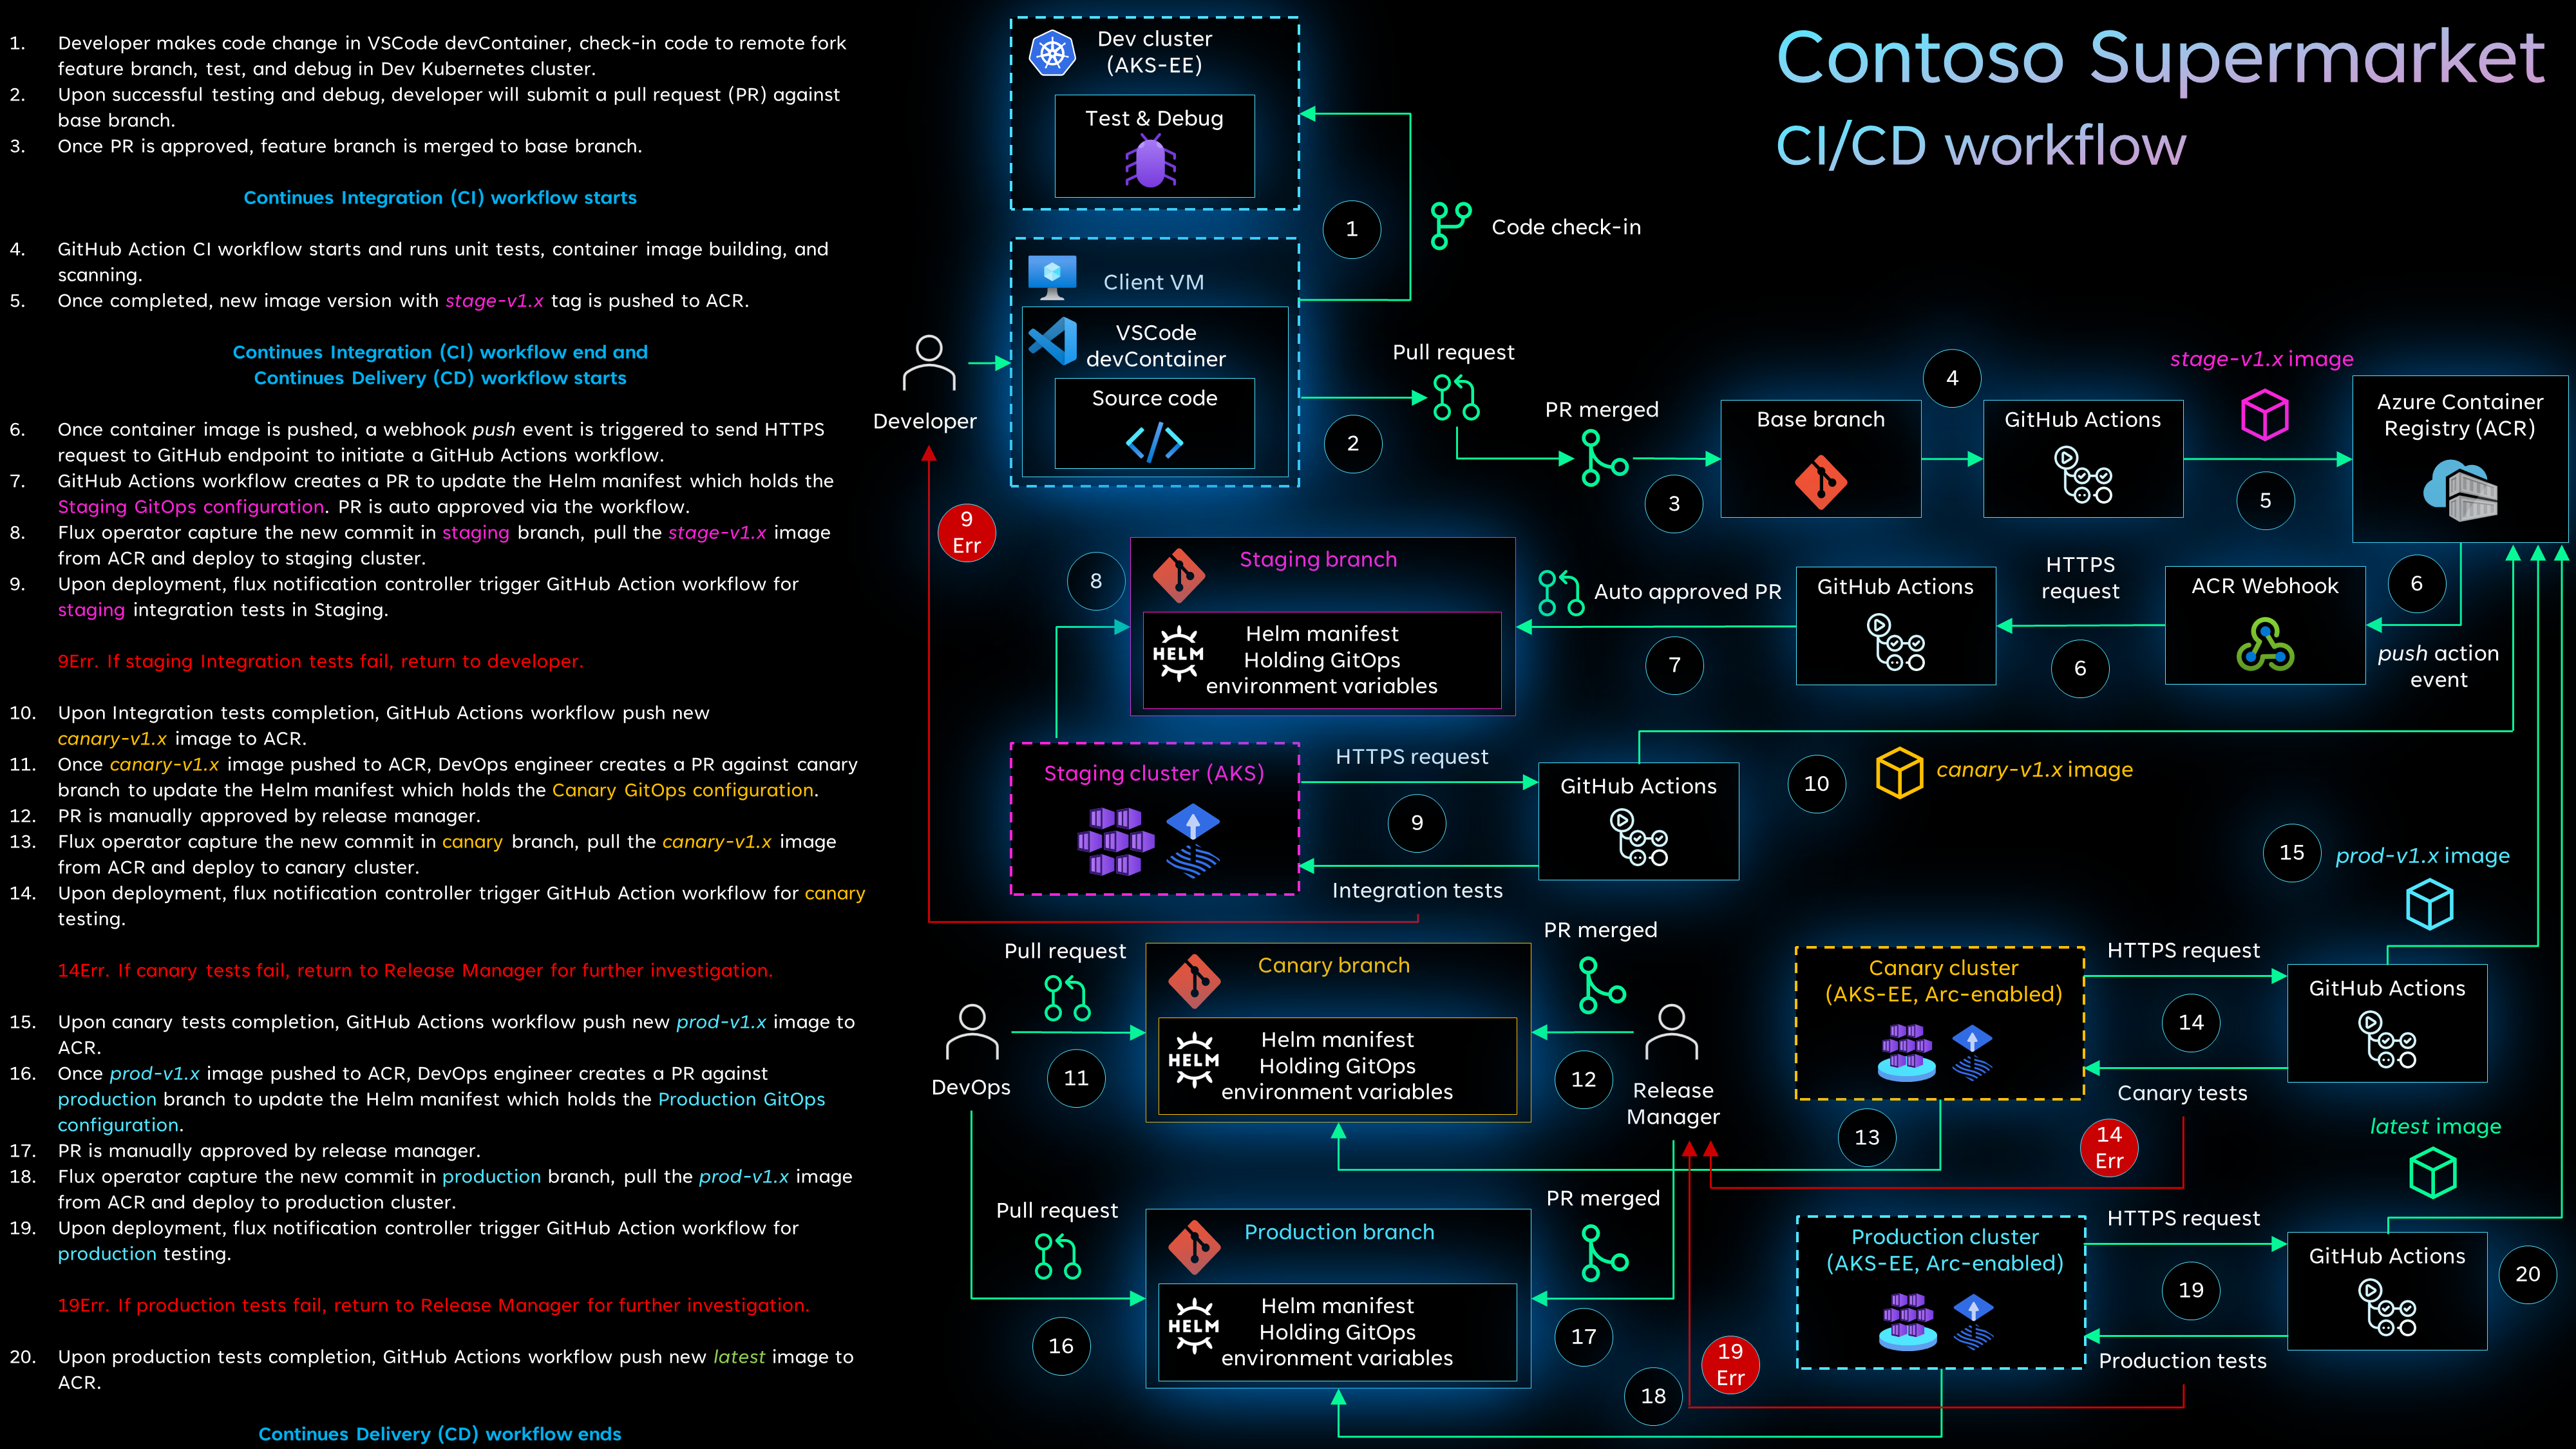 Contoso Supermarket
CI/CD workflow
1. Developer makes code change in VSCode devContainer, check-in code to remote fork
feature branch, test, and debug in Dev Kubernetes cluster.
2. Upon successful testing and debug, developer will submit a pull request (PR) against
base branch.
3. Once PR is approved, feature branch is merged to base branch.
Continues Integration (CI) workflow starts
4. GitHub Action CI workflow starts and runs unit tests, container image building, and
scanning.
5. Once completed, new image version with stage-v1.x tag is pushed to ACR.
Continues Integration (CI) workflow end and
Continues Delivery (CD) workflow starts
6. Once container image is pushed, a webhook push event is triggered to send HTTPS
request to GitHub endpoint to initiate a GitHub Actions workflow.
7. GitHub Actions workflow creates a PR to update the Helm manifest which holds the
Staging GitOps configuration. PR is auto approved via the workflow.
8. Flux operator capture the new commit in staging branch, pull the stage-v1.x image
from ACR and deploy to staging cluster.
9. Upon deployment, flux notification controller trigger GitHub Action workflow for
staging integration tests in Staging.
9Err. If staging Integration tests fail, return to developer.
10. Upon Integration tests completion, GitHub Actions workflow push new
canary-v1.x image to ACR.
11. Once canary-v1.x image pushed to ACR, DevOps engineer creates a PR against canary
branch to update the Helm manifest which holds the Canary GitOps configuration.
12. PR is manually approved by release manager.
13. Flux operator capture the new commit in canary branch, pull the canary-v1.x image
from ACR and deploy to canary cluster.
14. Upon deployment, flux notification controller trigger GitHub Action workflow for canary
testing.
14Err. If canary tests fail, return to Release Manager for further investigation.
15. Upon canary tests completion, GitHub Actions workflow push new prod-v1.x image to
ACR.
16. Once prod-v1.x image pushed to ACR, DevOps engineer creates a PR against
production branch to update the Helm manifest which holds the Production GitOps
configuration.
17. PR is manually approved by release manager.
18. Flux operator capture the new commit in production branch, pull the prod-v1.x image
from ACR and deploy to production cluster.
19. Upon deployment, flux notification controller trigger GitHub Action workflow for
production testing.
19Err. If production tests fail, return to Release Manager for further investigation.
20. Upon production tests completion, GitHub Actions workflow push new latest image to
ACR.
Continues Delivery (CD) workflow ends
Dev cluster
(AKS-EE)
Test & Debug
1
Code check-in
Client VM
VSCode
devContainer
Source code
Developer
2
Pull request
PR merged
3
Base branch
4
GitHub Actions
stage-v1.x image
5
Azure Container
Registry (ACR)
9
Err
8
Staging branch
HELM
Helm manifest
Holding GitOps
environment variables
Auto approved PR
7
GitHub Actions
HTTPS
request
6
ACR Webhook
6
push action
event
Staging cluster (AKS)
HTTPS request
9
Integration tests
GitHub Actions
10
canary-v1.x image
15
prod-v1.x image
Pull request
DevOps
11
Canary branch
HELM
Helm manifest
Holding GitOps
environment variables
PR merged
12
Release
Manager
Canary cluster
(AKS-EE, Arc-enabled)
13
HTTPS request
14
Canary tests
14
Err
GitHub Actions
latest image
Pull request
16
Production branch
HELM
Helm manifest
Holding GitOps
environment variables
PR merged
17
18
19
Err
Production cluster
(AKS-EE, Arc-enabled)
HTTPS request
19
Production tests
GitHub Actions
20